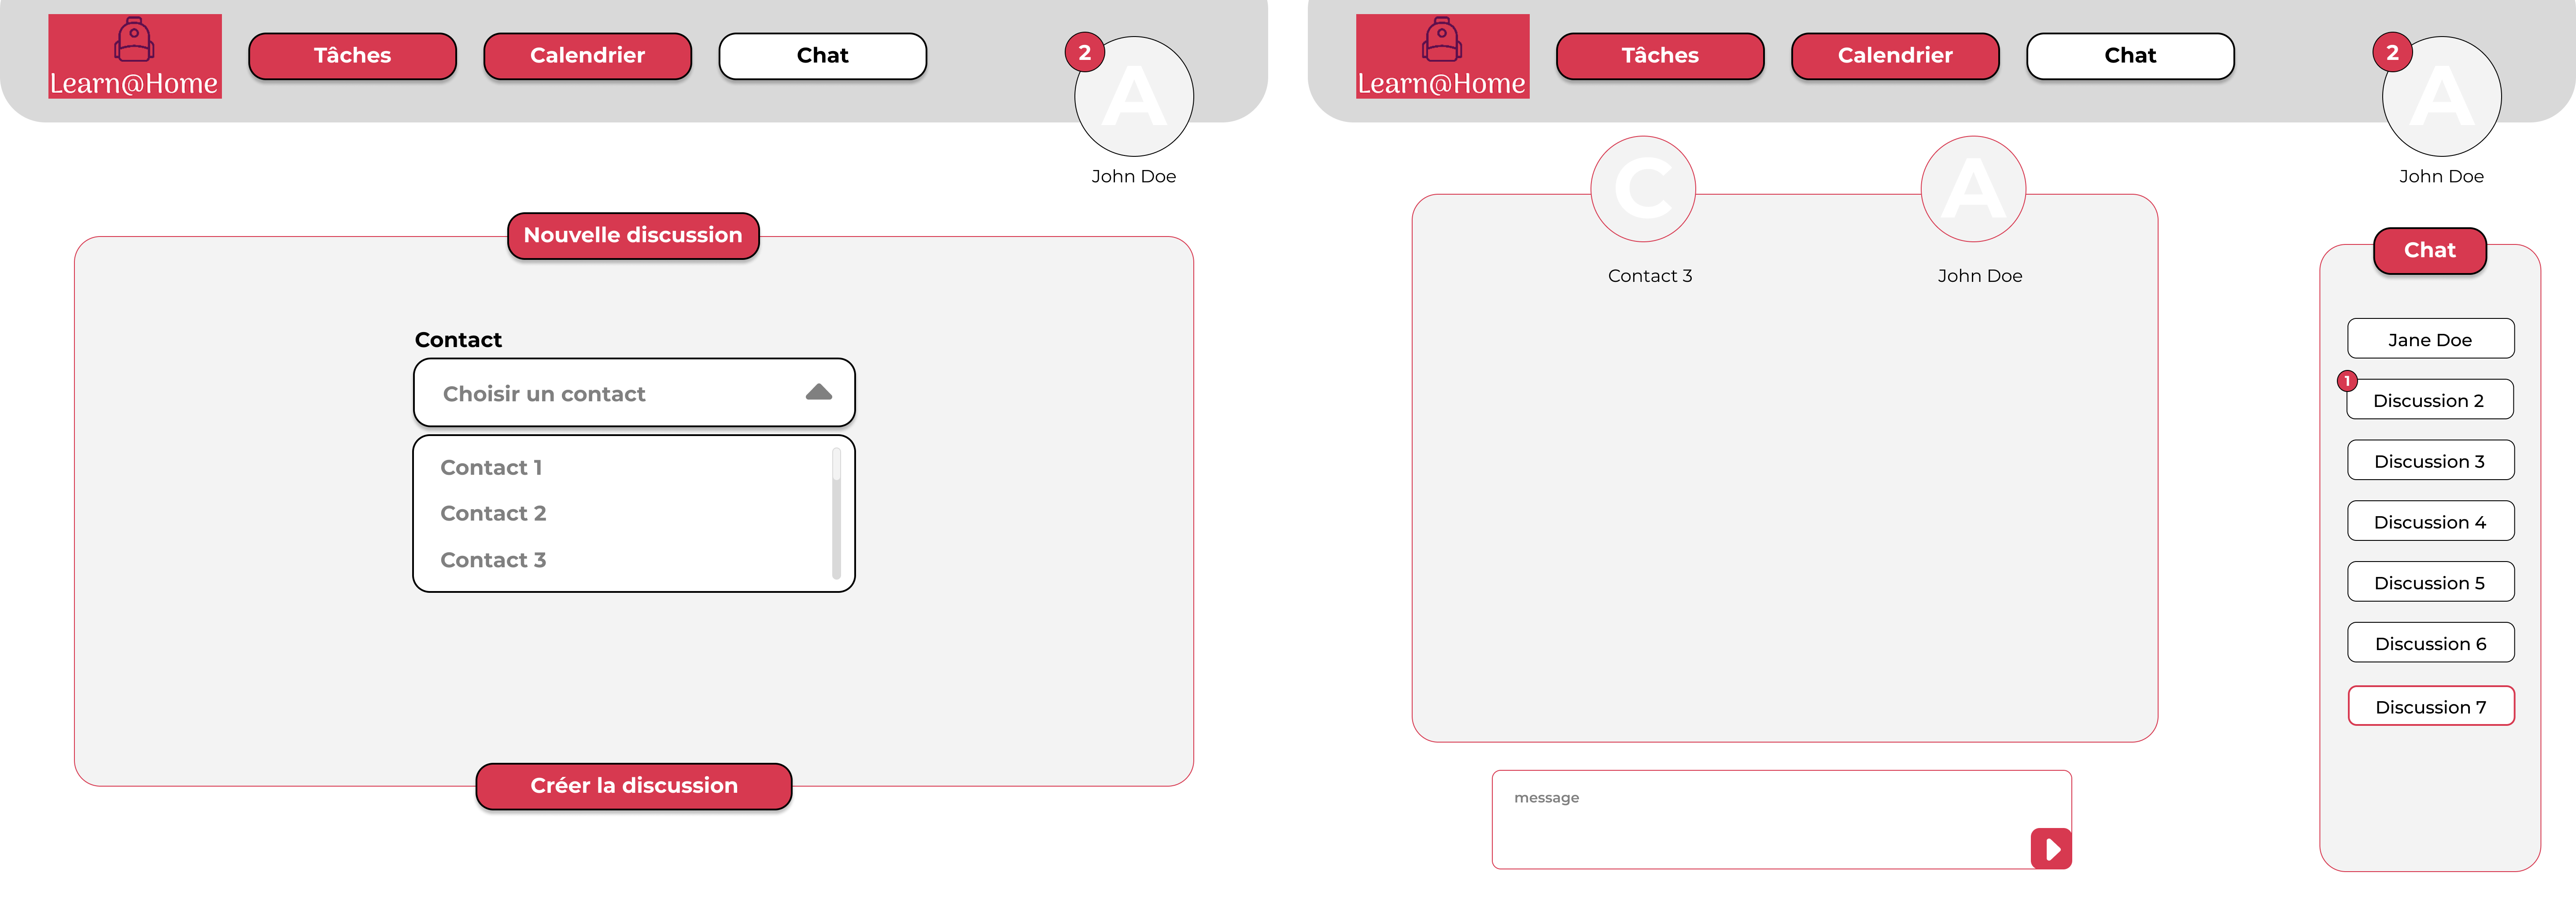 Learn@Home
Tâches
Calendrier
Chat
2
A
John Doe
Nouvelle discussion
Contact
Choisir un contact
Contact 1
Contact 2
Contact 3
Créer la discussion
Learn@Home
Tâches
Calendrier
Chat
2
A
John Doe
C
A
Contact 3
John Doe
message
Chat
Jane Doe
1
Discussion 2
Discussion 3
Discussion 4
Discussion 5
Discussion 6
Discussion 7